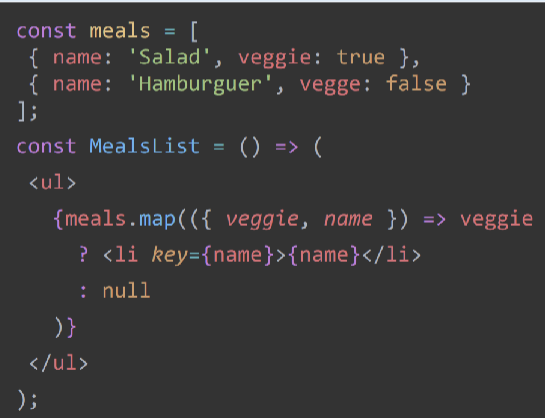 const meals = [
{ name: 'Salad', veggie: true },
{ name: 'Hamburguer', vegge: false }
];
const MealsList = () => (
<ul>
{meals.map(({ veggie, name }) => veggie
? <li key={name}>{name}</li>
: null
)}
</ul>
);